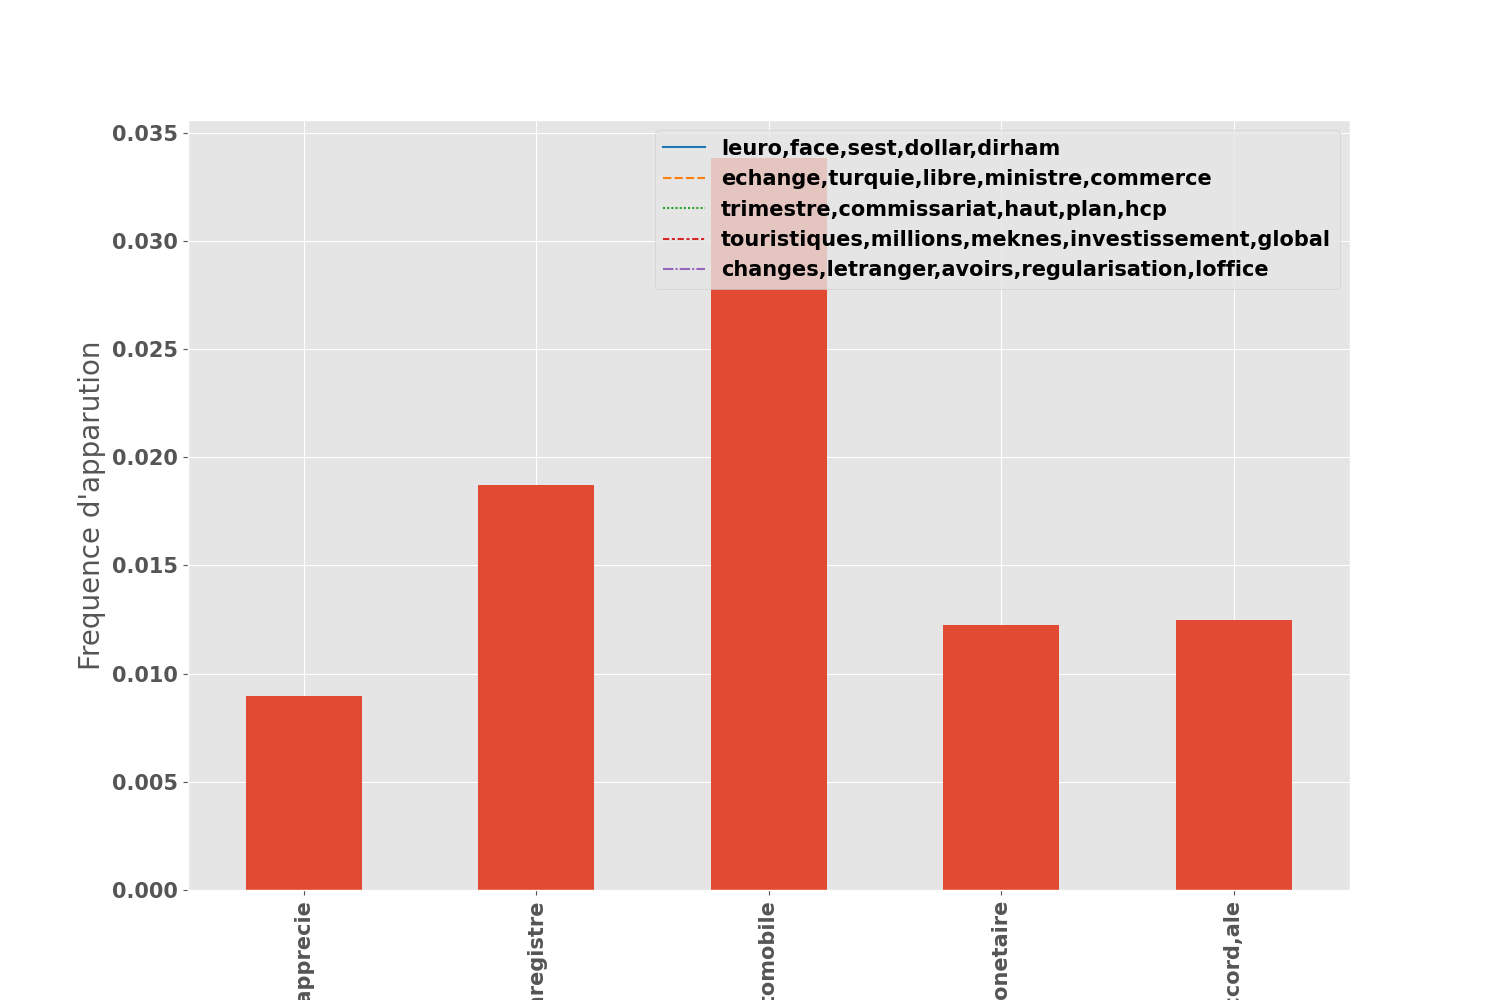 0.035
0.030
0.025
0.020
0.015
0.010
0.005
0.000
Frequence d'apparution
leuro,face,sest,dollar,dirham
echange,turquie,libre,ministre,commerce
trimestre,commissariat,haut,plan,hcp
touristiques,millions,meknes,investissement,global
changes,letranger,avoirs,regularisation,loffice
apprecie
nregistre
tomobile
onetaire
ccord,ale